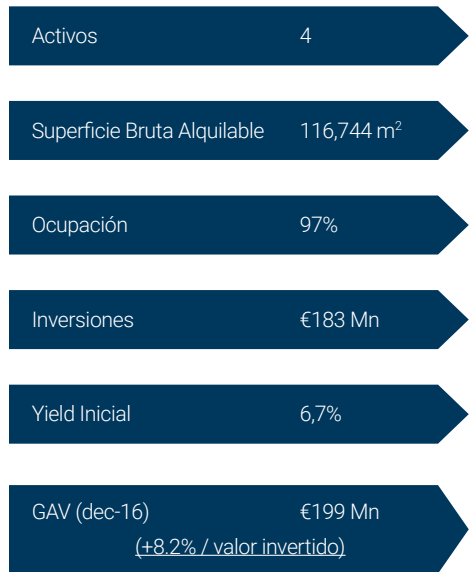 Activos 4
Superficie Bruta Alquilable 116,744 m²
Ocupación 97%
Inversiones €183 Mn
Yield Inicial 6,7%
GAV (dec-16) €199 Mn
(+8.2% / valor invertido)